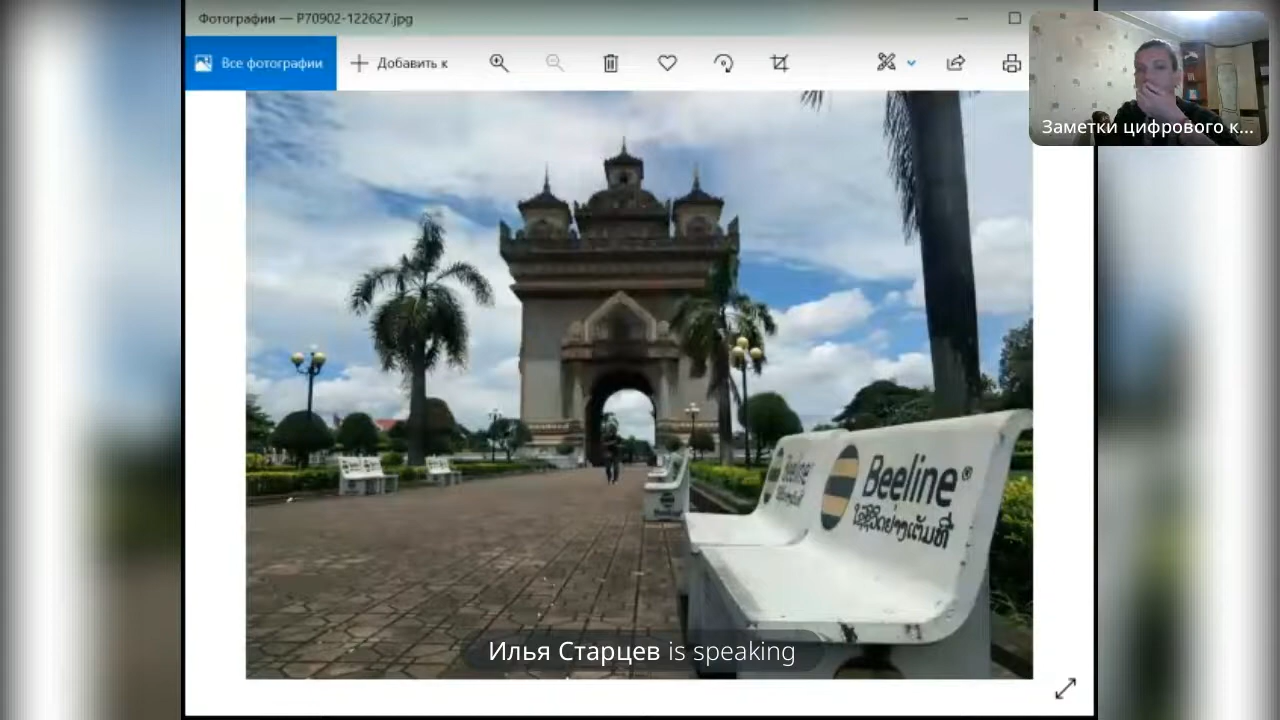 Фотографии — P70902-122627.jpg
Все фотографии
Добавить к
Заметки цифрового к...
Beeline
Beeline®
ໃຊ້ຊີວິດຢ່າງເຕັມທີ່
Илья Старцев is speaking